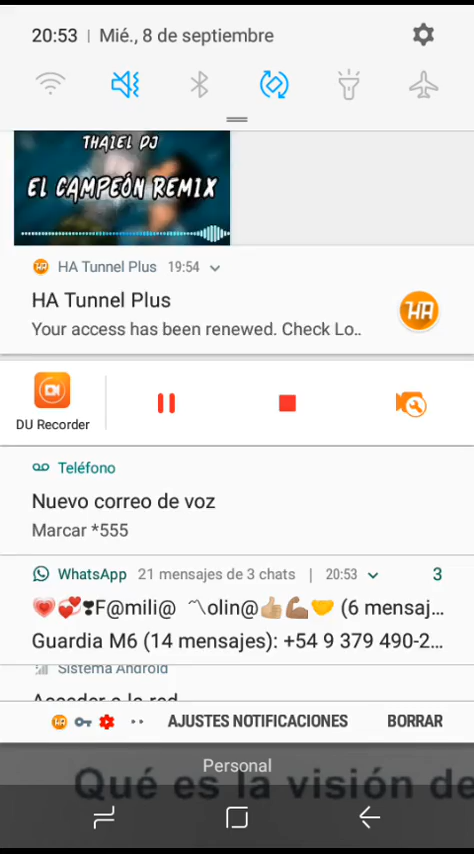 20:53 | Mié., 8 de septiembre
THAIEL DJ
EL CAMPEÓN REMIX
HA Tunnel Plus 19:54
HA Tunnel Plus
Your access has been renewed. Check Lo..
HA
DU Recorder
Teléfono
Nuevo correo de voz
Marcar *555
WhatsApp 21 mensajes de 3 chats | 20:53 3
💗💞❣F@mili@ 〽olin@👍🏼💪🏽🤝 (6 mensaj...
Guardia M6 (14 mensajes): +54 9 379 490-2...
Sistema Android
Acceder a la red
AJUSTES NOTIFICACIONES BORRAR
Personal
Qué es la visión de